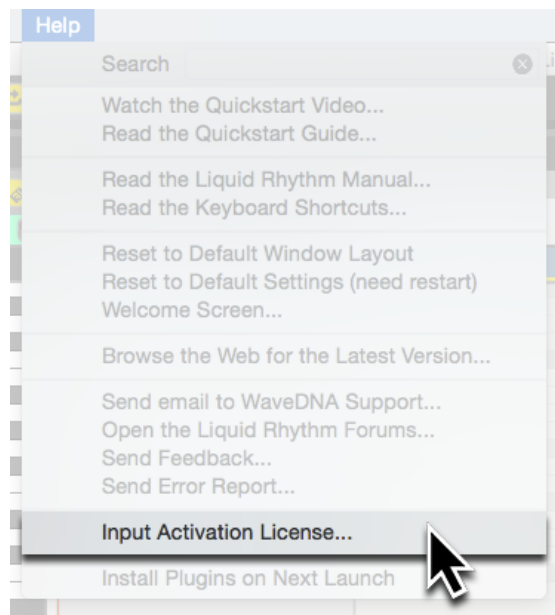 Help
Search
Watch the Quickstart Video...
Read the Quickstart Guide...
Read the Liquid Rhythm Manual...
Read the Keyboard Shortcuts...
Reset to Default Window Layout
Reset to Default Settings (need restart)
Welcome Screen...
Browse the Web for the Latest Version...
Send email to WaveDNA Support...
Open the Liquid Rhythm Forums...
Send Feedback...
Send Error Report...
Input Activation License...
Install Plugins on Next Launch